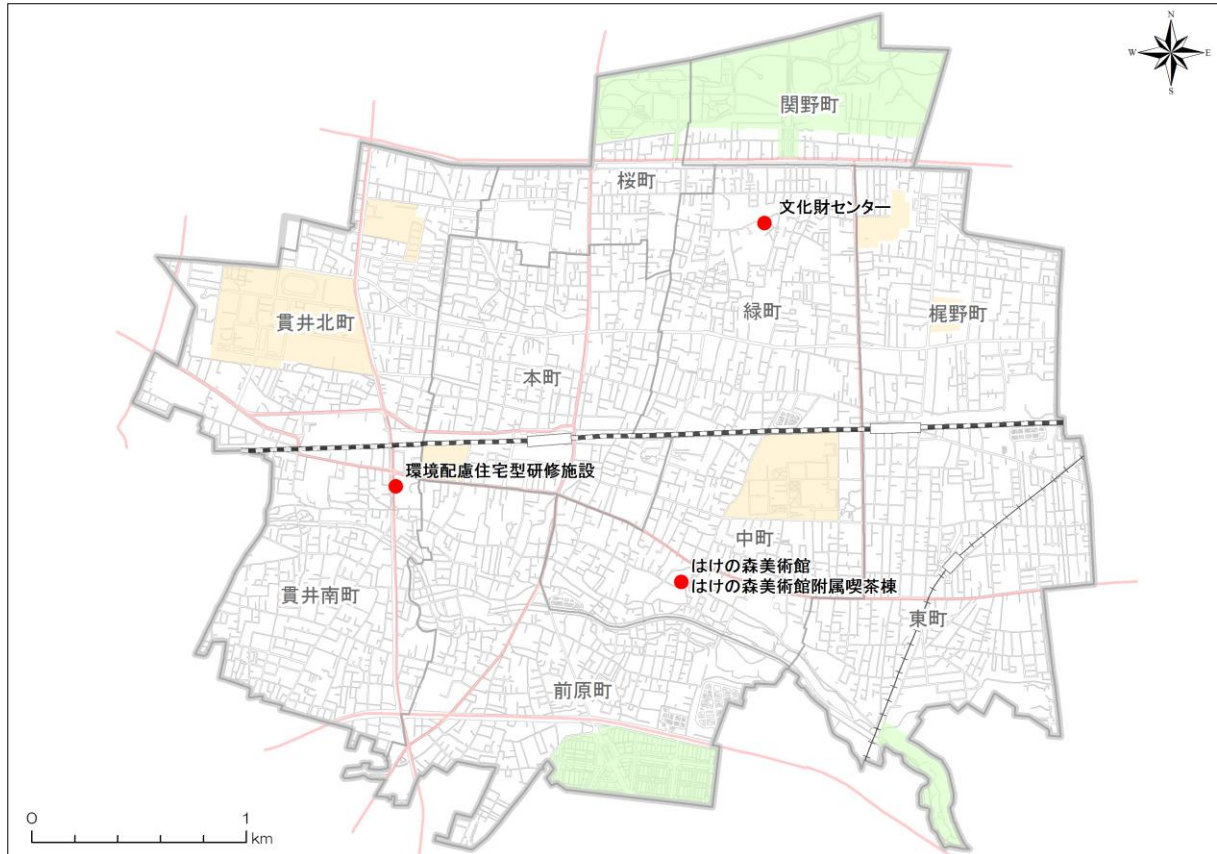 N
W
E
S
関野町
桜町
文化財センター
緑町
貫井北町
梶野町
本町
環境配慮住宅型研修施設
中町
はけの森美術館
はけの森美術館附属喫茶棟
貫井南町
東町
前原町
0
1
km